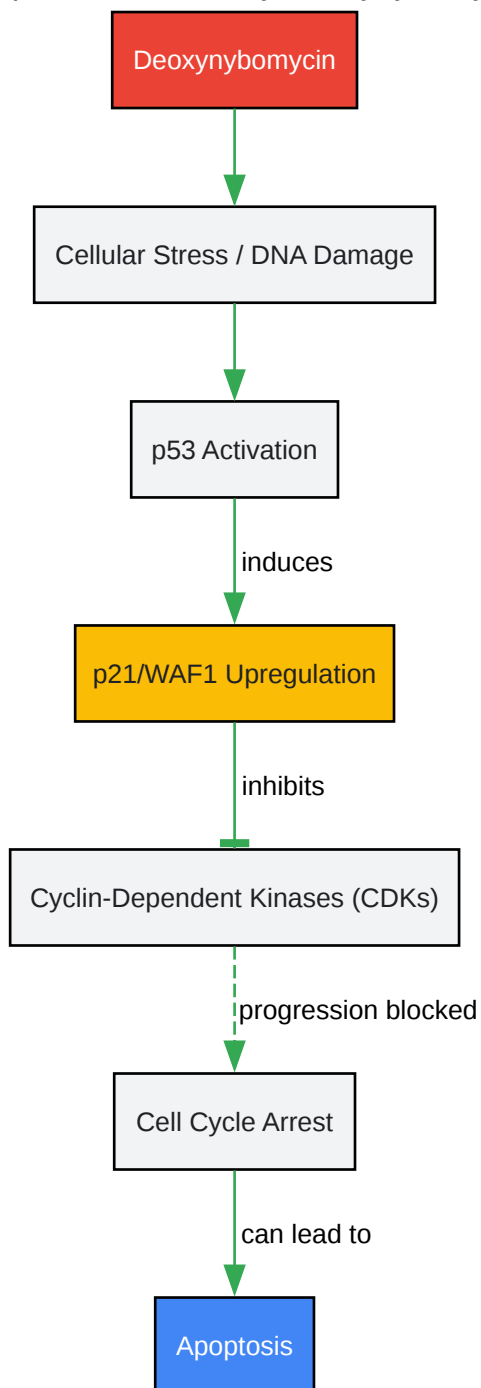 Deoxynybomycin
Cellular Stress / DNA Damage
p53 Activation
induces
p21/WAF1 Upregulation
inhibits
Cyclin-Dependent Kinases (CDKs)
progression blocked
Cell Cycle Arrest
can lead to
Apoptosis